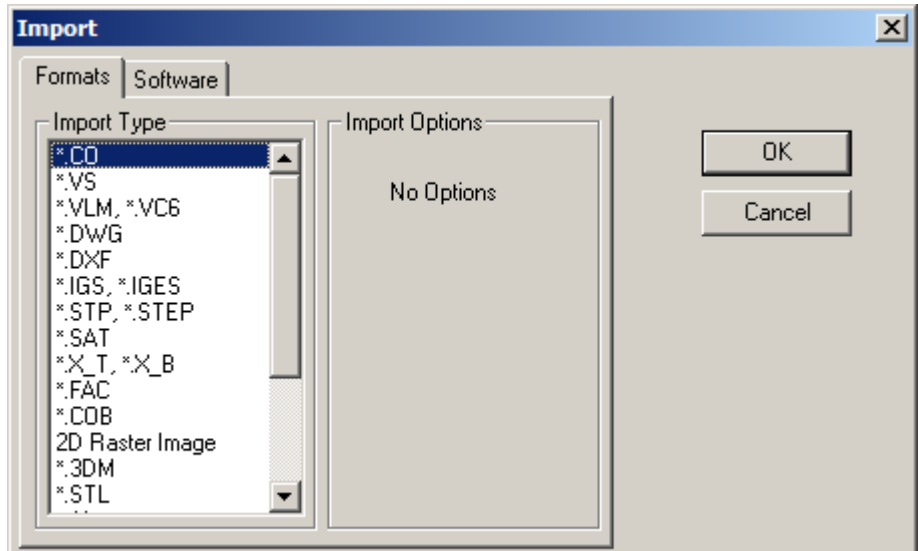 Import
Formats
Software
Import Type
*.CO
*.VS
*.VLM, *.VC6
*.DWG
*.DXF
*.IGS, *.IGES
*.STP, *.STEP
*.SAT
*.X_T, *.X_B
*.FAC
*.COB
2D Raster Image
*.3DM
*.STL
Import Options
No Options
OK
Cancel